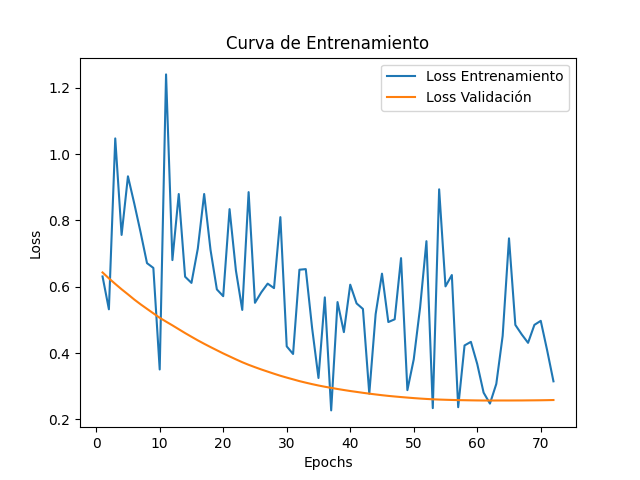 Curva de Entrenamiento
Loss Entrenamiento
Loss Validación
Loss
1.2
1.0
0.8
0.6
0.4
0.2
0 10 20 30 40 50 60 70
Epochs